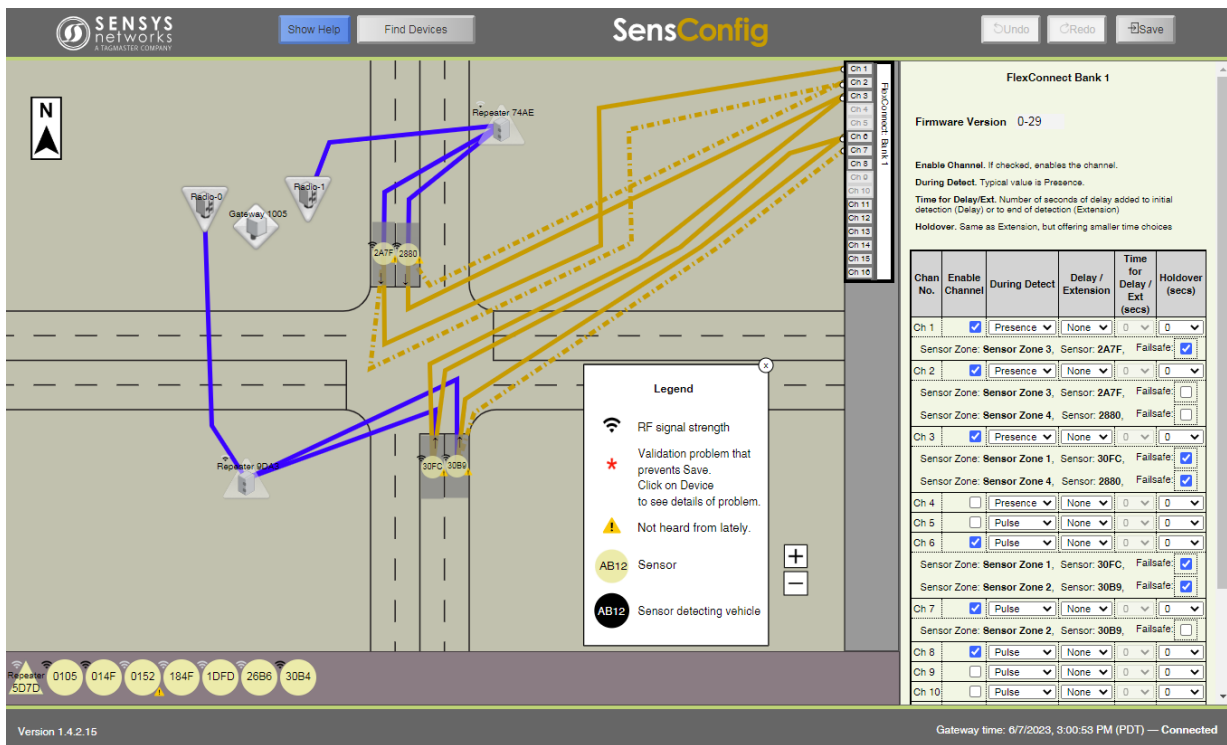 SENSYS
networks
A TAGMASTER COMPANY
Show Help
Find Devices
SensConfig
Undo
Redo
Save
N
Repeater 74AE
Radio-0
Radio-1
Gateway 1005
2A7F
2880
30FC
30B9
Ch 1
Ch 2
Ch 3
Ch 4
Ch 5
Ch 6
Ch 7
Ch 8
Ch 9
Ch 10
Ch 11
Ch 12
Ch 13
Ch 14
Ch 15
Ch 16
FlexConnect: Bank 1
x
Legend
RF signal strength
Validation problem that
prevents Save.
Click on Device
to see details of problem.
Not heard from lately.
AB12 Sensor
AB12 Sensor detecting vehicle
+
−
Repeater
5D7D
0105
014F
0152
184F
1DFD
26B6
30B4
FlexConnect Bank 1
Firmware Version 0-29
Enable Channel. If checked, enables the channel.
During Detect. Typical value is Presence.
Time for Delay/Ext. Number of seconds of delay added to initial
detection (Delay) or to end of detection (Extension)
Holdover. Same as Extension, but offering smaller time choices
Chan No. Enable Channel During Detect Delay / Extension Time for Delay / Ext (secs) Holdover (secs)
Ch 1 Presence None 0 0
Sensor Zone: Sensor Zone 3, Sensor: 2A7F, Failsafe:
Ch 2 Presence None 0 0
Sensor Zone: Sensor Zone 3, Sensor: 2A7F, Failsafe:
Sensor Zone: Sensor Zone 4, Sensor: 2880, Failsafe:
Ch 3 Presence None 0 0
Sensor Zone: Sensor Zone 1, Sensor: 30FC, Failsafe:
Sensor Zone: Sensor Zone 4, Sensor: 2880, Failsafe:
Ch 4 Presence None 0 0
Ch 5 Pulse None 0 0
Ch 6 Pulse None 0 0
Sensor Zone: Sensor Zone 1, Sensor: 30FC, Failsafe:
Sensor Zone: Sensor Zone 2, Sensor: 30B9, Failsafe:
Ch 7 Pulse None 0 0
Sensor Zone: Sensor Zone 2, Sensor: 30B9, Failsafe:
Ch 8 Pulse None 0 0
Ch 9 Pulse None 0 0
Ch 10 Pulse None 0 0
Version 1.4.2.15
Gateway time: 6/7/2023, 3:00:53 PM (PDT) — Connected